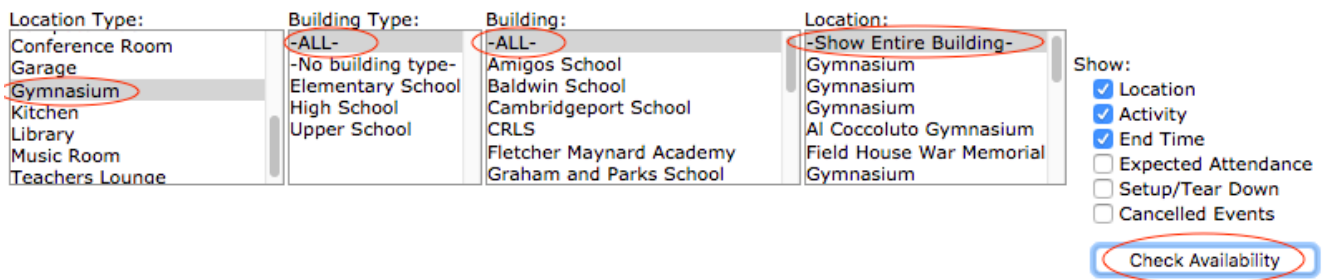 Location Type:
Conference Room
Garage
Gymnasium
Kitchen
Library
Music Room
Teachers Lounge
Building Type:
-ALL-
-No building type-
Elementary School
High School
Upper School
Building:
-ALL-
Amigos School
Baldwin School
Cambridgeport School
CRLS
Fletcher Maynard Academy
Graham and Parks School
Location:
-Show Entire Building-
Gymnasium
Gymnasium
Gymnasium
Al Coccoluto Gymnasium
Field House War Memorial
Gymnasium
Show:
Location
Activity
End Time
Expected Attendance
Setup/Tear Down
Cancelled Events
Check Availability